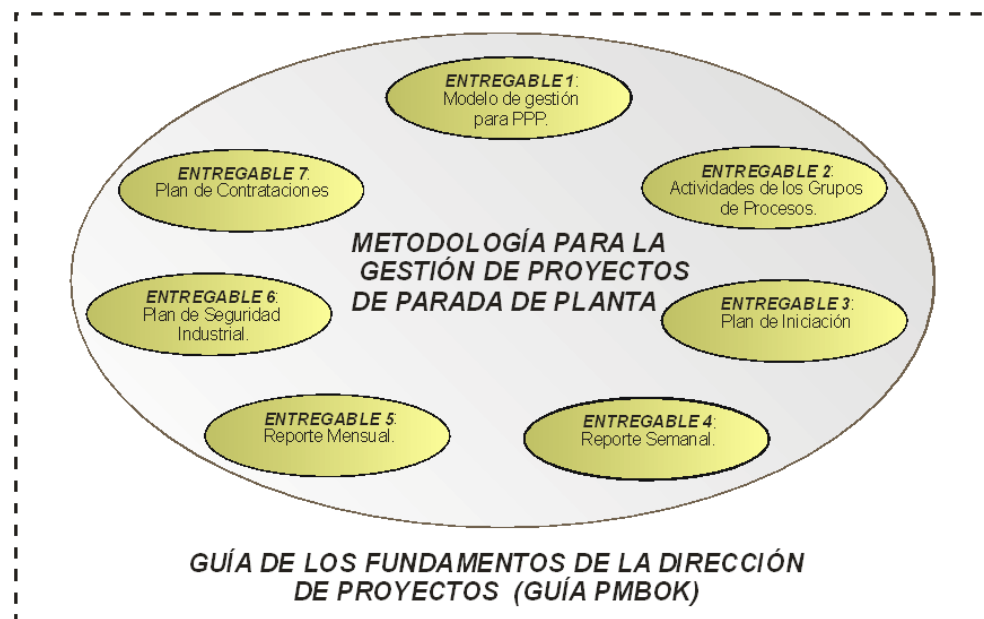 ENTREGABLE 1:
Modelo de gestión
para PPP.
ENTREGABLE 7:
Plan de Contrataciones
ENTREGABLE 2:
Actividades de los Grupos
de Procesos.
METODOLOGÍA PARA LA
GESTIÓN DE PROYECTOS
DE PARADA DE PLANTA
ENTREGABLE 6:
Plan de Seguridad
Industrial.
ENTREGABLE 3:
Plan de Iniciación
ENTREGABLE 5:
Reporte Mensual.
ENTREGABLE 4:
Reporte Semanal.
GUÍA DE LOS FUNDAMENTOS DE LA DIRECCIÓN
DE PROYECTOS (GUÍA PMBOK)